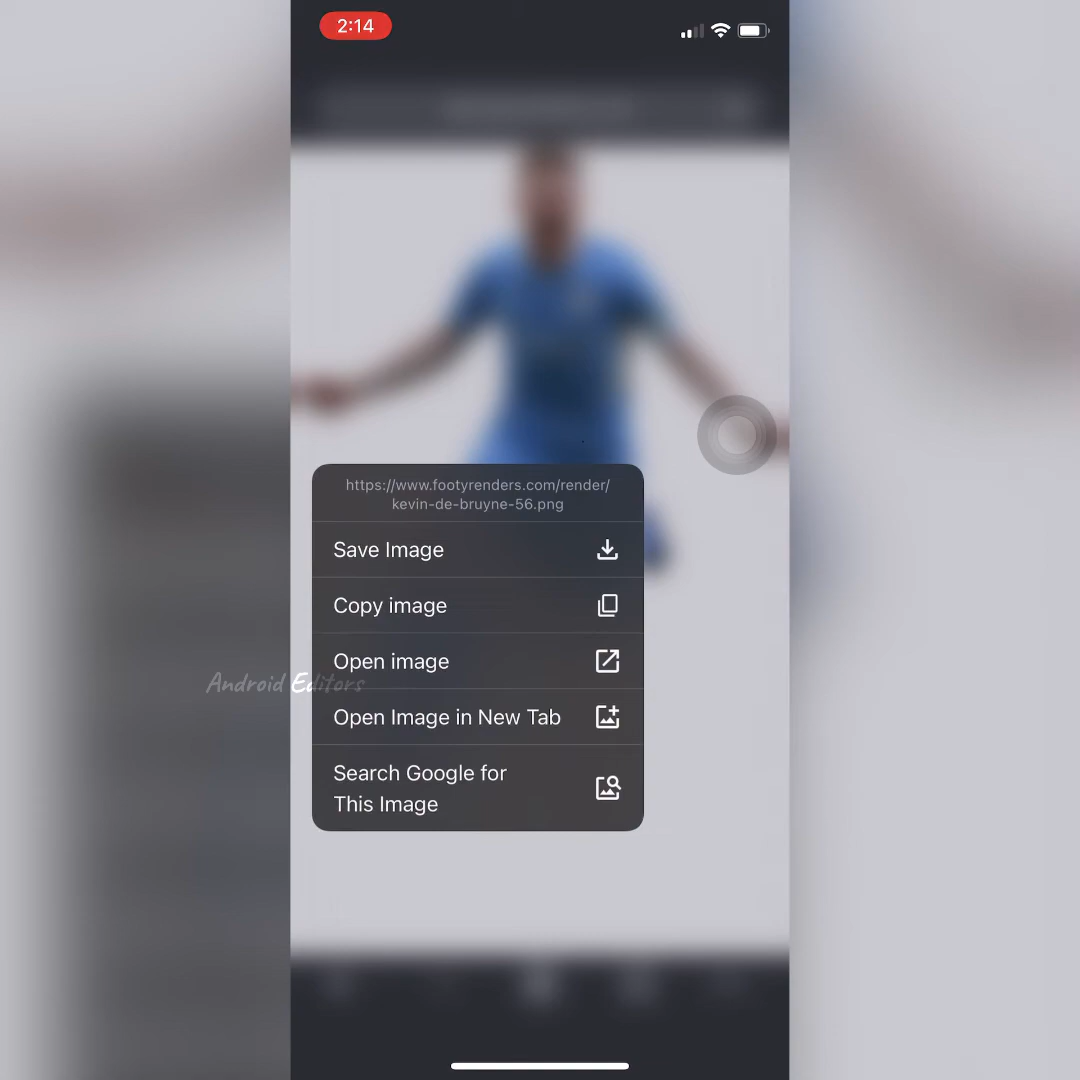 2:14
https://www.footyrenders.com/render/
kevin-de-bruyne-56.png
Save Image
Copy image
Open image
Android Editors
Open Image in New Tab
Search Google for
This Image